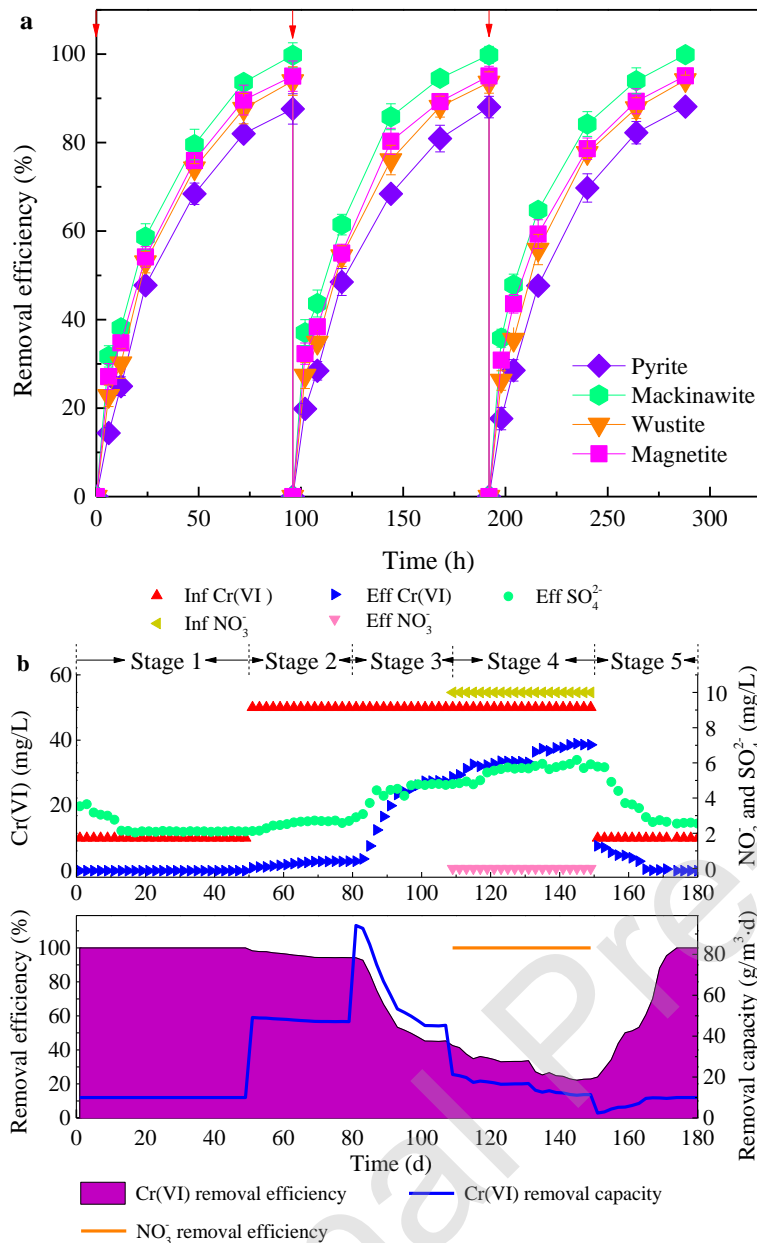 a
100
80
60
40
20
0
Removal efficiency (%)
Pyrite
Mackinawite
Wustite
Magnetite
0 50 100 150 200 250 300
Time (h)
Inf Cr(VI ) Eff Cr(VI) Eff SO₄²⁻
Inf NO₃⁻ Eff NO₃⁻
b
Stage 1 Stage 2 Stage 3 Stage 4 Stage 5
60
40
20
0
Cr(VI) (mg/L)
10
8
6
4
2
0
NO₃⁻ and SO₄²⁻ (mg/L)
0 20 40 60 80 100 120 140 160 180
100
80
60
40
20
0
Removal efficiency (%)
80
60
40
20
0
Removal capacity (g/m³·d)
0 20 40 60 80 100 120 140 160 180
Time (d)
Cr(VI) removal efficiency Cr(VI) removal capacity
NO₃⁻ removal efficiency